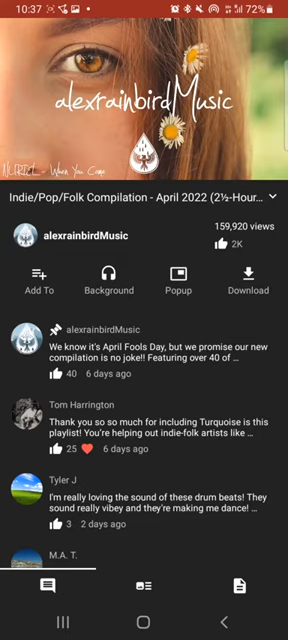 10:37
72%
alexrainbirdMusic
NURIEL - When You Come
Indie/Pop/Folk Compilation - April 2022 (2½-Hour...
alexrainbirdMusic
159,920 views
2K
Add To
Background
Popup
Download
alexrainbirdMusic
We know it's April Fools Day, but we promise our new
compilation is no joke!! Featuring over 40 of ...
40 6 days ago
Tom Harrington
Thank you so so much for including Turquoise is this
playlist! You're helping out indie-folk artists like ...
25 6 days ago
Tyler J
I'm really loving the sound of these drum beats! They
sound really vibey and they're making me dance! ...
3 2 days ago
M.A. T.